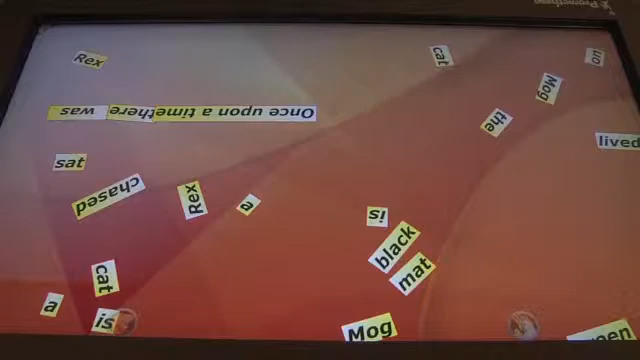 Promethean
Rex
cat
on
Mog
Once upon a time there was
the
lived
sat
chased
Rex
a
is
black
mat
cat
a
is
Mog